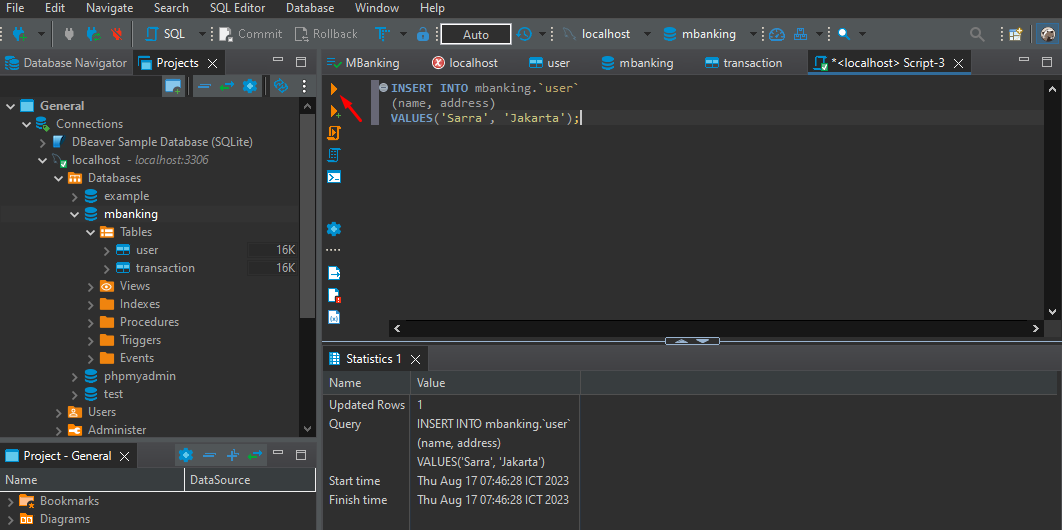 File Edit Navigate Search SQL Editor Database Window Help
SQL Commit Rollback Auto localhost mbanking
Database Navigator Projects
General
Connections
DBeaver Sample Database (SQLite)
localhost - localhost:3306
Databases
example
mbanking
Tables
user 16K
transaction 16K
Views
Indexes
Procedures
Triggers
Events
phpmyadmin
test
Users
Administer
Project - General
Name DataSource
Bookmarks
Diagrams
MBanking localhost user mbanking transaction *<localhost> Script-3
INSERT INTO mbanking.`user`
(name, address)
VALUES('Sarra', 'Jakarta');
Statistics 1
Name Value
Updated Rows 1
Query INSERT INTO mbanking.`user`
(name, address)
VALUES('Sarra', 'Jakarta')
Start time Thu Aug 17 07:46:28 ICT 2023
Finish time Thu Aug 17 07:46:28 ICT 2023